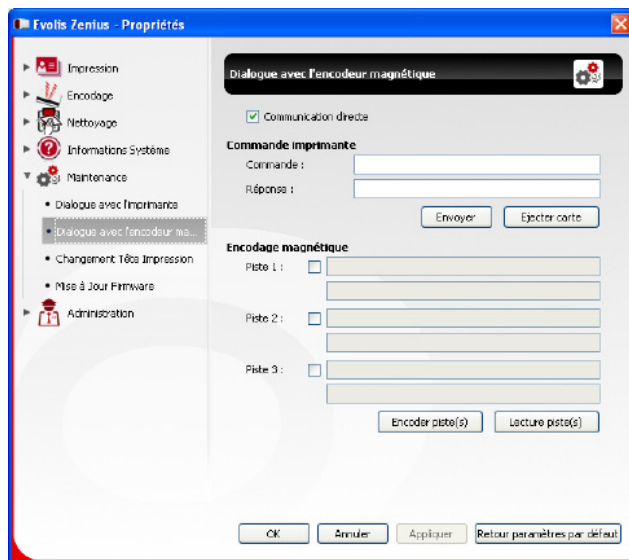 Evolis Zenius - Propriétés
Impression
Encodage
Nettoyage
Informations Système
Maintenance
Dialogue avec l'imprimante
Dialogue avec l'encodeur ma...
Changement Tête Impression
Mise à Jour Firmware
Administration
Dialogue avec l'encodeur magnétique
Communication directe
Commande imprimante
Commande :
Réponse :
Envoyer Ejecter carte
Encodage magnétique
Piste 1 :
Piste 2 :
Piste 3 :
Encoder piste(s) Lecture piste(s)
OK Annuler Appliquer Retour paramètres par défaut